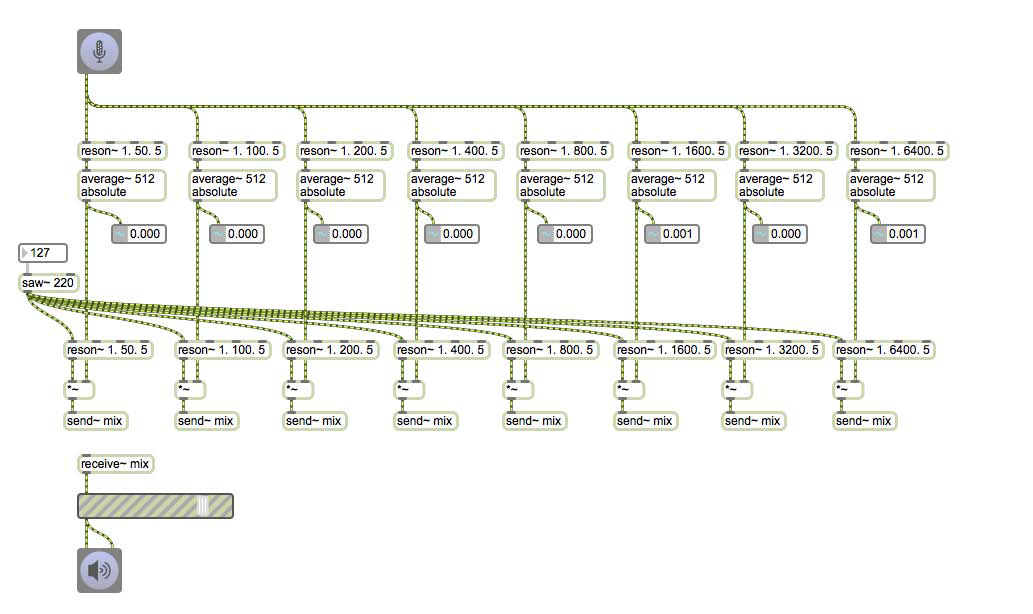 reson~ 1. 50. 5
reson~ 1. 100. 5
reson~ 1. 200. 5
reson~ 1. 400. 5
reson~ 1. 800. 5
reson~ 1. 1600. 5
reson~ 1. 3200. 5
reson~ 1. 6400. 5
average~ 512
absolute
average~ 512
absolute
average~ 512
absolute
average~ 512
absolute
average~ 512
absolute
average~ 512
absolute
average~ 512
absolute
average~ 512
absolute
0.000
0.000
0.000
0.000
0.000
0.001
0.000
0.001
127
saw~ 220
reson~ 1. 50. 5
reson~ 1. 100. 5
reson~ 1. 200. 5
reson~ 1. 400. 5
reson~ 1. 800. 5
reson~ 1. 1600. 5
reson~ 1. 3200. 5
reson~ 1. 6400. 5
*~
*~
*~
*~
*~
*~
*~
*~
send~ mix
send~ mix
send~ mix
send~ mix
send~ mix
send~ mix
send~ mix
send~ mix
receive~ mix